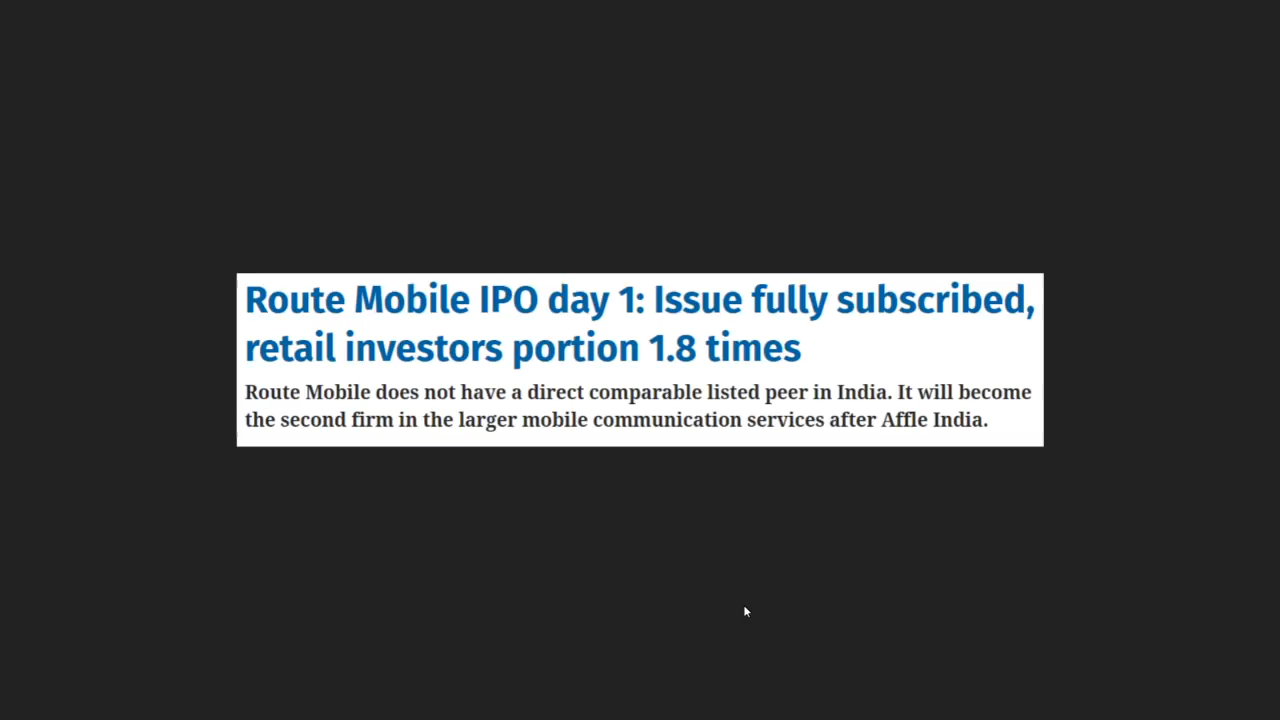 Route Mobile IPO day 1: Issue fully subscribed,
retail investors portion 1.8 times
Route Mobile does not have a direct comparable listed peer in India. It will become
the second firm in the larger mobile communication services after Affle India.